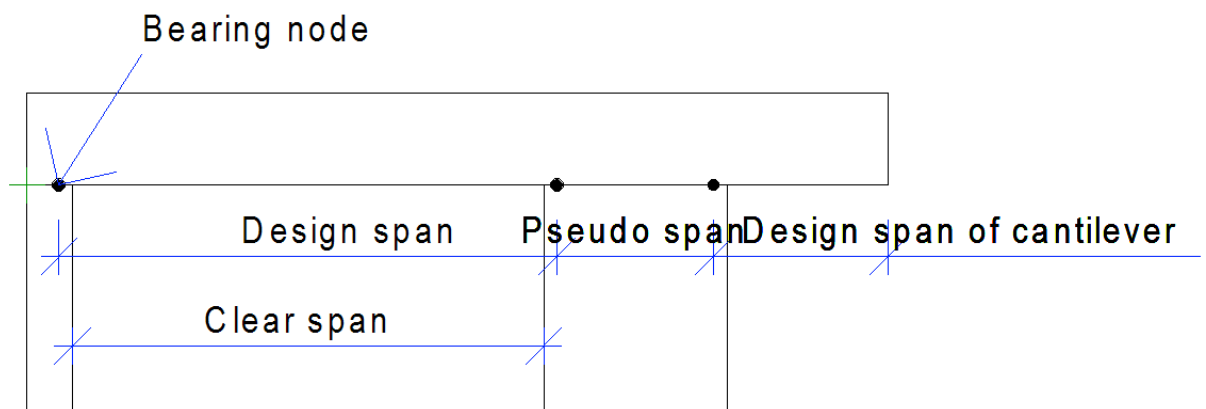 Bearing node
Design span
Pseudo span
Design span of cantilever
Clear span